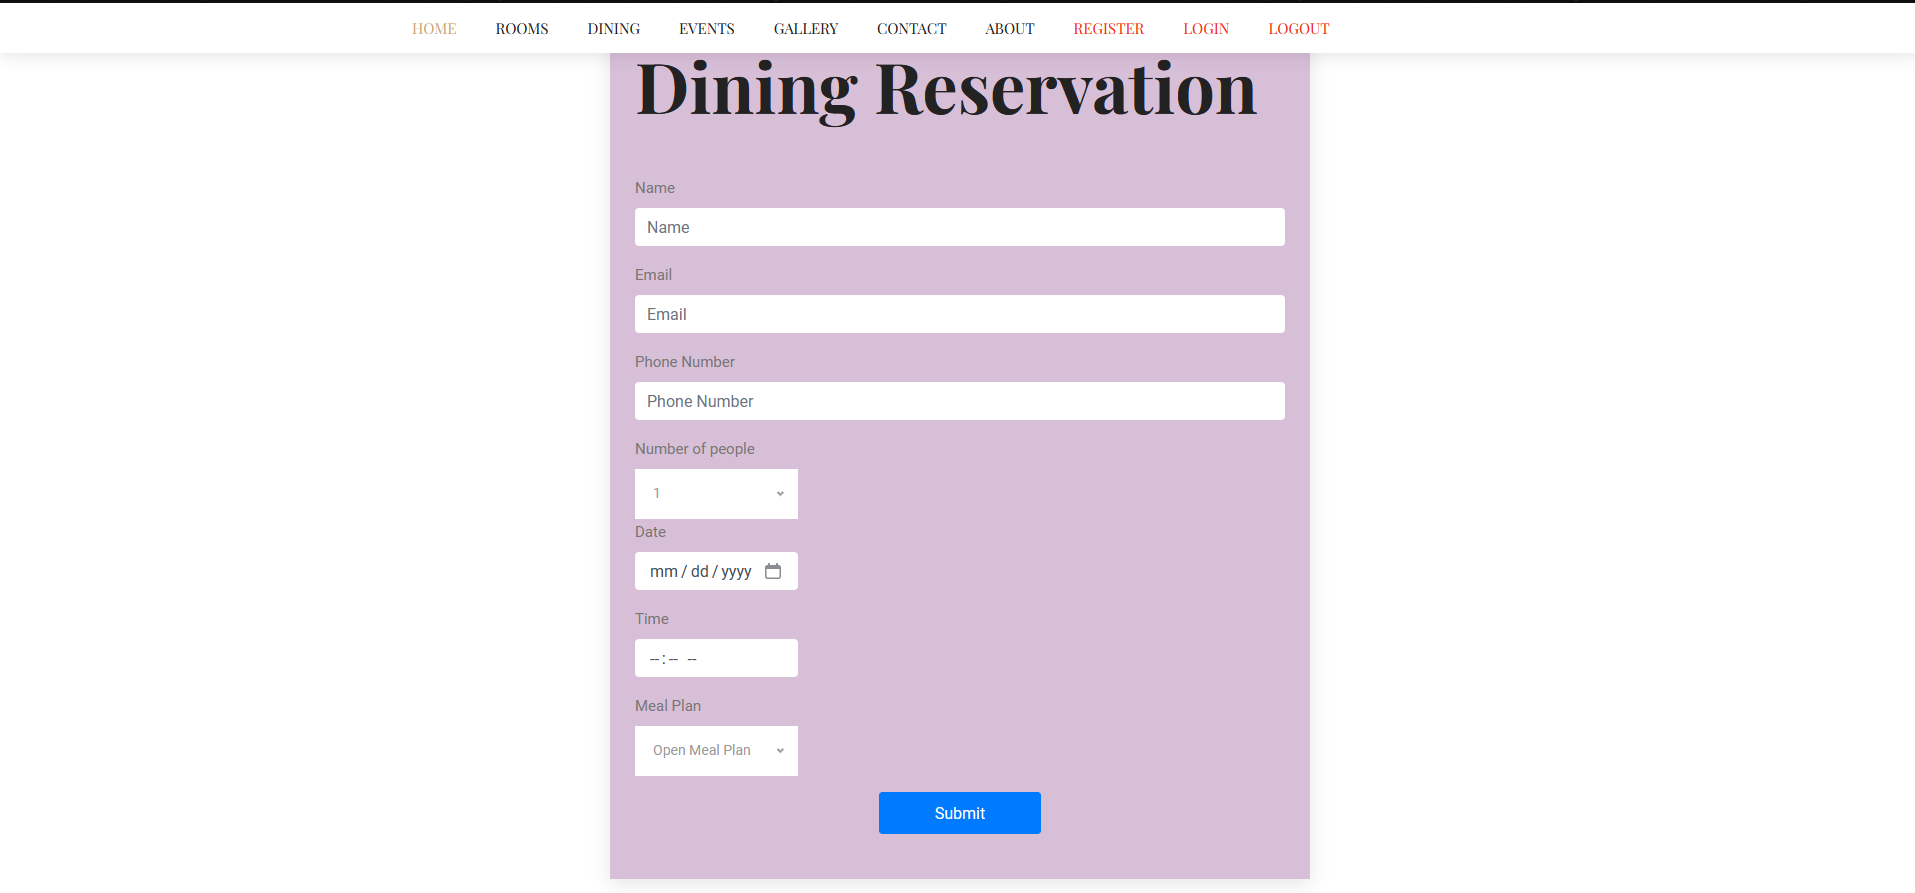 HOME ROOMS DINING EVENTS GALLERY CONTACT ABOUT REGISTER LOGIN LOGOUT
Dining Reservation
Name
Name
Email
Email
Phone Number
Phone Number
Number of people
1
Date
mm / dd / yyyy
Time
-- : -- --
Meal Plan
Open Meal Plan
Submit